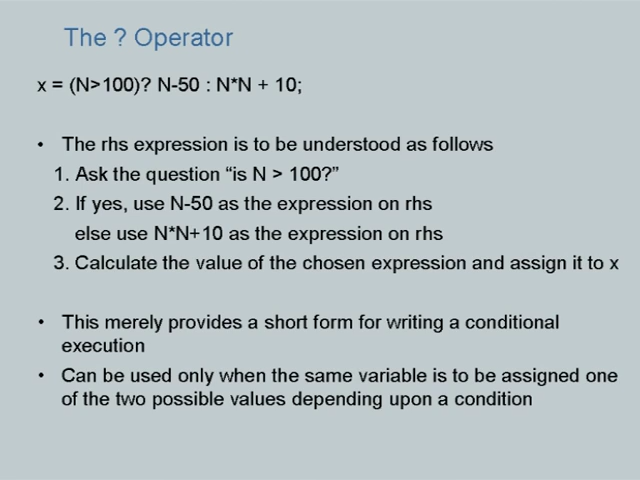 The ? Operator
x = (N>100)? N-50 : N*N + 10;
• The rhs expression is to be understood as follows
1. Ask the question “is N > 100?”
2. If yes, use N-50 as the expression on rhs
else use N*N+10 as the expression on rhs
3. Calculate the value of the chosen expression and assign it to x
• This merely provides a short form for writing a conditional
execution
• Can be used only when the same variable is to be assigned one
of the two possible values depending upon a condition